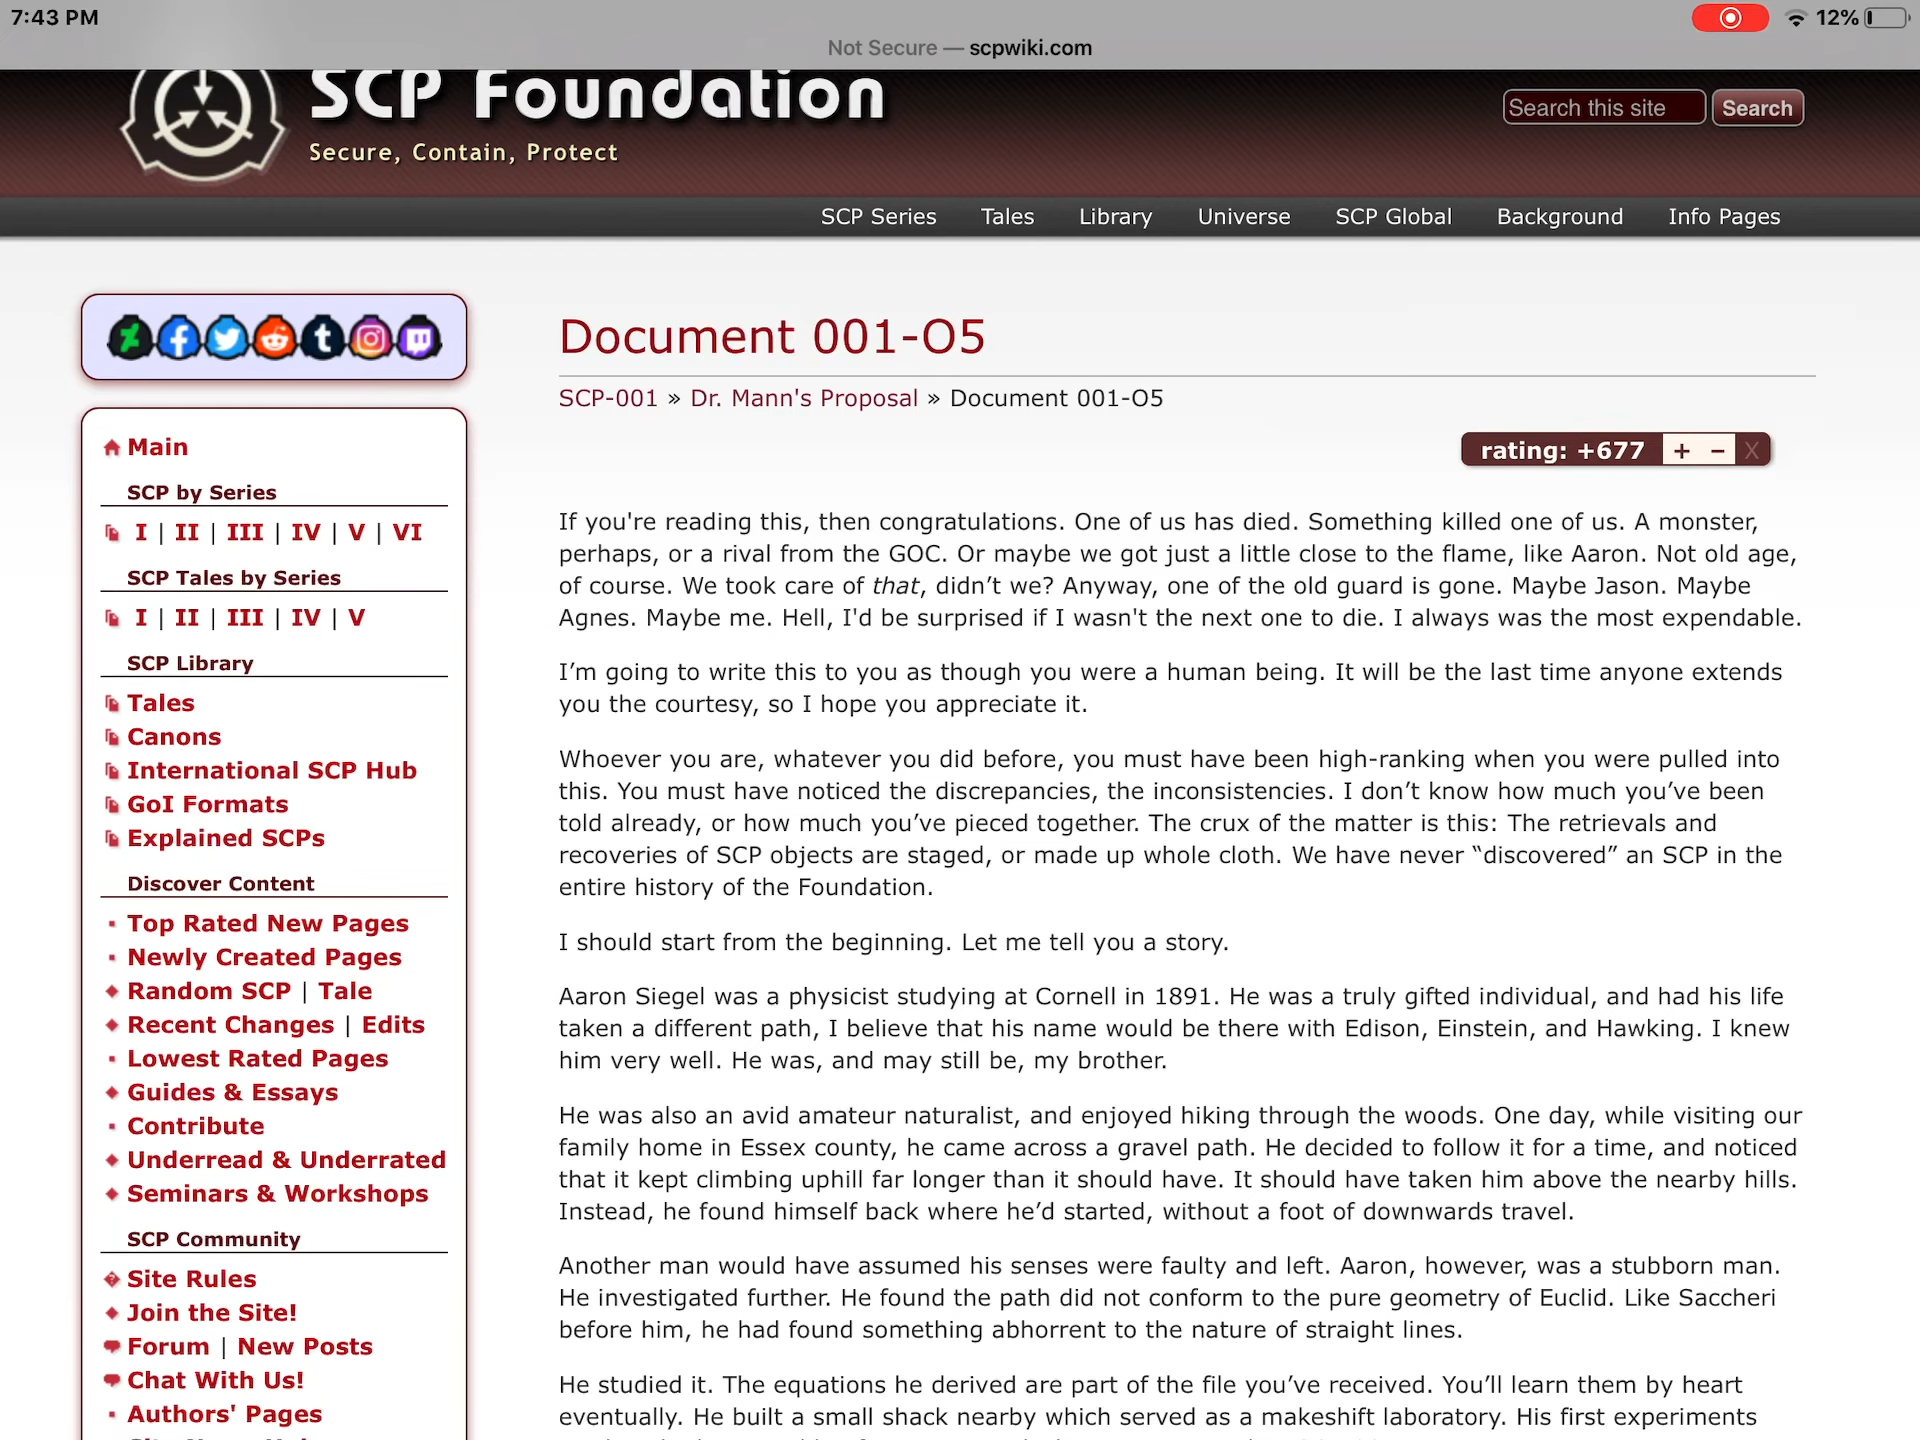 7:43 PM
12%
Not Secure — scpwiki.com
SCP Foundation
Secure, Contain, Protect
Search this site
Search
SCP Series
Tales
Library
Universe
SCP Global
Background
Info Pages
Main
SCP by Series
I | II | III | IV | V | VI
SCP Tales by Series
I | II | III | IV | V
SCP Library
Tales
Canons
International SCP Hub
GoI Formats
Explained SCPs
Discover Content
Top Rated New Pages
Newly Created Pages
Random SCP | Tale
Recent Changes | Edits
Lowest Rated Pages
Guides & Essays
Contribute
Underread & Underrated
Seminars & Workshops
SCP Community
Site Rules
Join the Site!
Forum | New Posts
Chat With Us!
Authors' Pages
Document 001-O5
SCP-001 » Dr. Mann's Proposal » Document 001-O5
rating: +677 + – X
If you're reading this, then congratulations. One of us has died. Something killed one of us. A monster,
perhaps, or a rival from the GOC. Or maybe we got just a little close to the flame, like Aaron. Not old age,
of course. We took care of that, didn’t we? Anyway, one of the old guard is gone. Maybe Jason. Maybe
Agnes. Maybe me. Hell, I'd be surprised if I wasn't the next one to die. I always was the most expendable.
I’m going to write this to you as though you were a human being. It will be the last time anyone extends
you the courtesy, so I hope you appreciate it.
Whoever you are, whatever you did before, you must have been high-ranking when you were pulled into
this. You must have noticed the discrepancies, the inconsistencies. I don’t know how much you’ve been
told already, or how much you’ve pieced together. The crux of the matter is this: The retrievals and
recoveries of SCP objects are staged, or made up whole cloth. We have never “discovered” an SCP in the
entire history of the Foundation.
I should start from the beginning. Let me tell you a story.
Aaron Siegel was a physicist studying at Cornell in 1891. He was a truly gifted individual, and had his life
taken a different path, I believe that his name would be there with Edison, Einstein, and Hawking. I knew
him very well. He was, and may still be, my brother.
He was also an avid amateur naturalist, and enjoyed hiking through the woods. One day, while visiting our
family home in Essex county, he came across a gravel path. He decided to follow it for a time, and noticed
that it kept climbing uphill far longer than it should have. It should have taken him above the nearby hills.
Instead, he found himself back where he’d started, without a foot of downwards travel.
Another man would have assumed his senses were faulty and left. Aaron, however, was a stubborn man.
He investigated further. He found the path did not conform to the pure geometry of Euclid. Like Saccheri
before him, he had found something abhorrent to the nature of straight lines.
He studied it. The equations he derived are part of the file you’ve received. You’ll learn them by heart
eventually. He built a small shack nearby which served as a makeshift laboratory. His first experiments